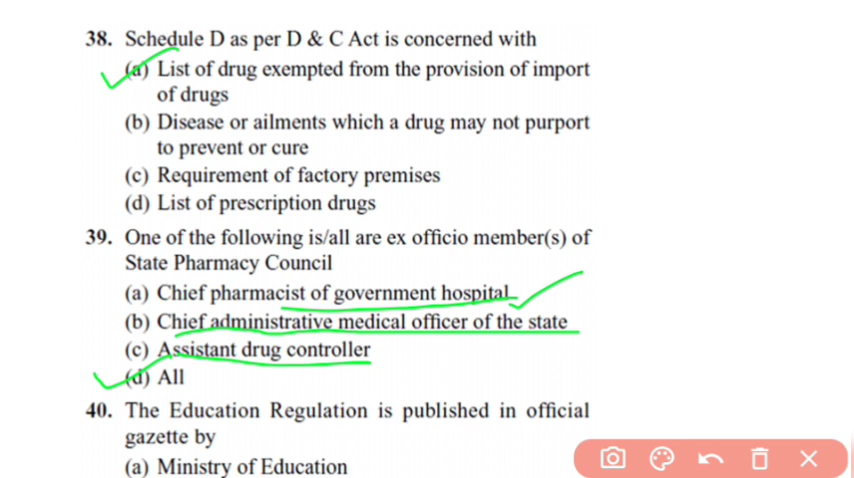 38. Schedule D as per D & C Act is concerned with
(a) List of drug exempted from the provision of import
of drugs
(b) Disease or ailments which a drug may not purport
to prevent or cure
(c) Requirement of factory premises
(d) List of prescription drugs
39. One of the following is/all are ex officio member(s) of
State Pharmacy Council
(a) Chief pharmacist of government hospital
(b) Chief administrative medical officer of the state
(c) Assistant drug controller
(d) All
40. The Education Regulation is published in official
gazette by
(a) Ministry of Education